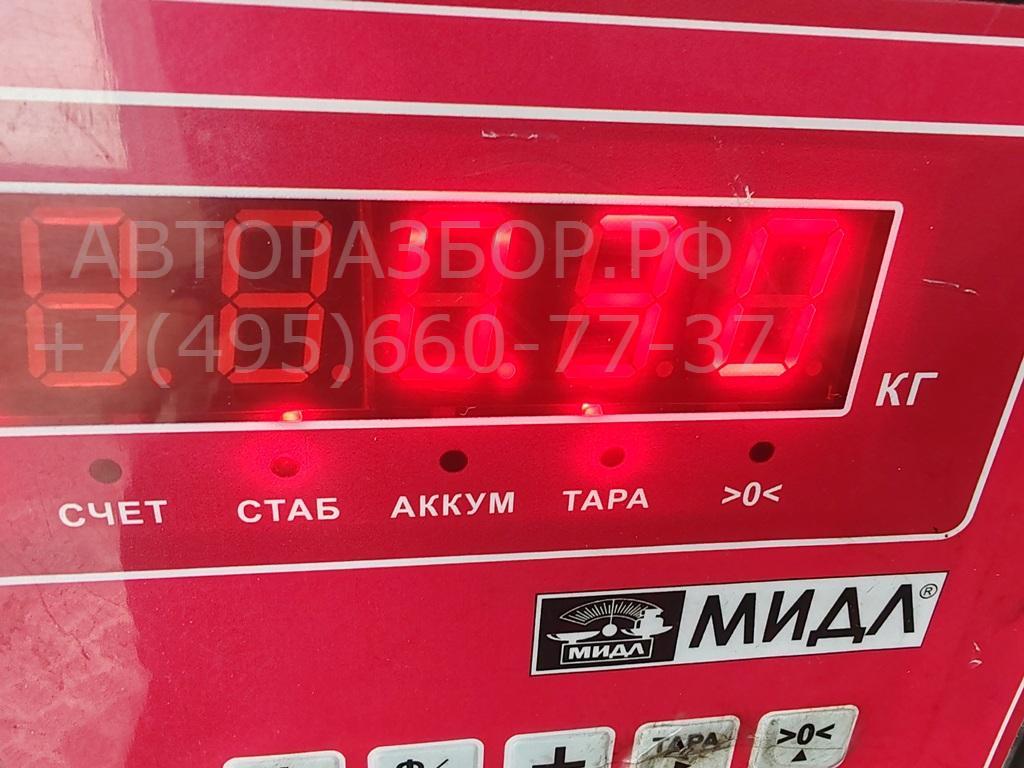 АВТОРАЗБОР.РФ
+7(495)660-77-37
КГ
СЧЕТ СТАБ АККУМ ТАРА >0<
МИДЛ МИДЛ®
ТАРА >0<